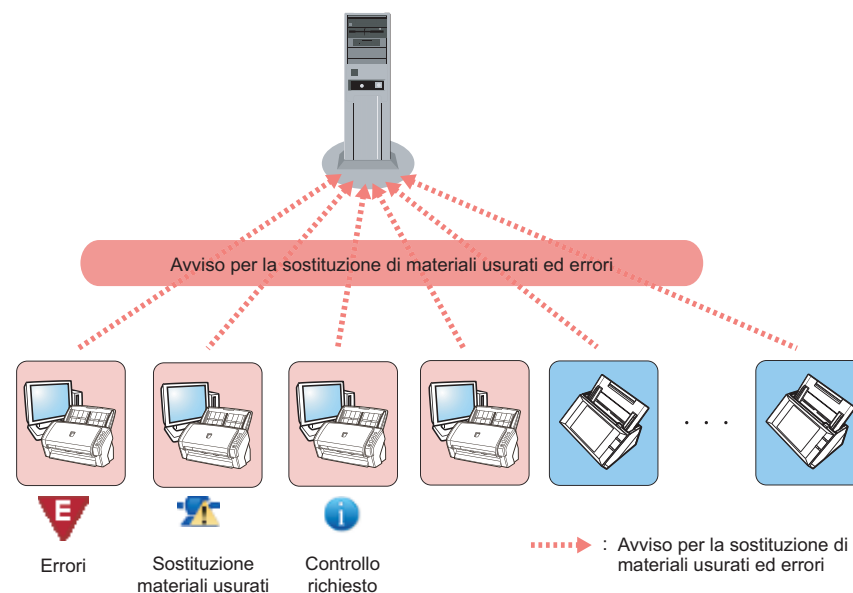 Avviso per la sostituzione di materiali usurati ed errori
. . .
E
i
Errori
Sostituzione
materiali usurati
Controllo
richiesto
: Avviso per la sostituzione di
materiali usurati ed errori